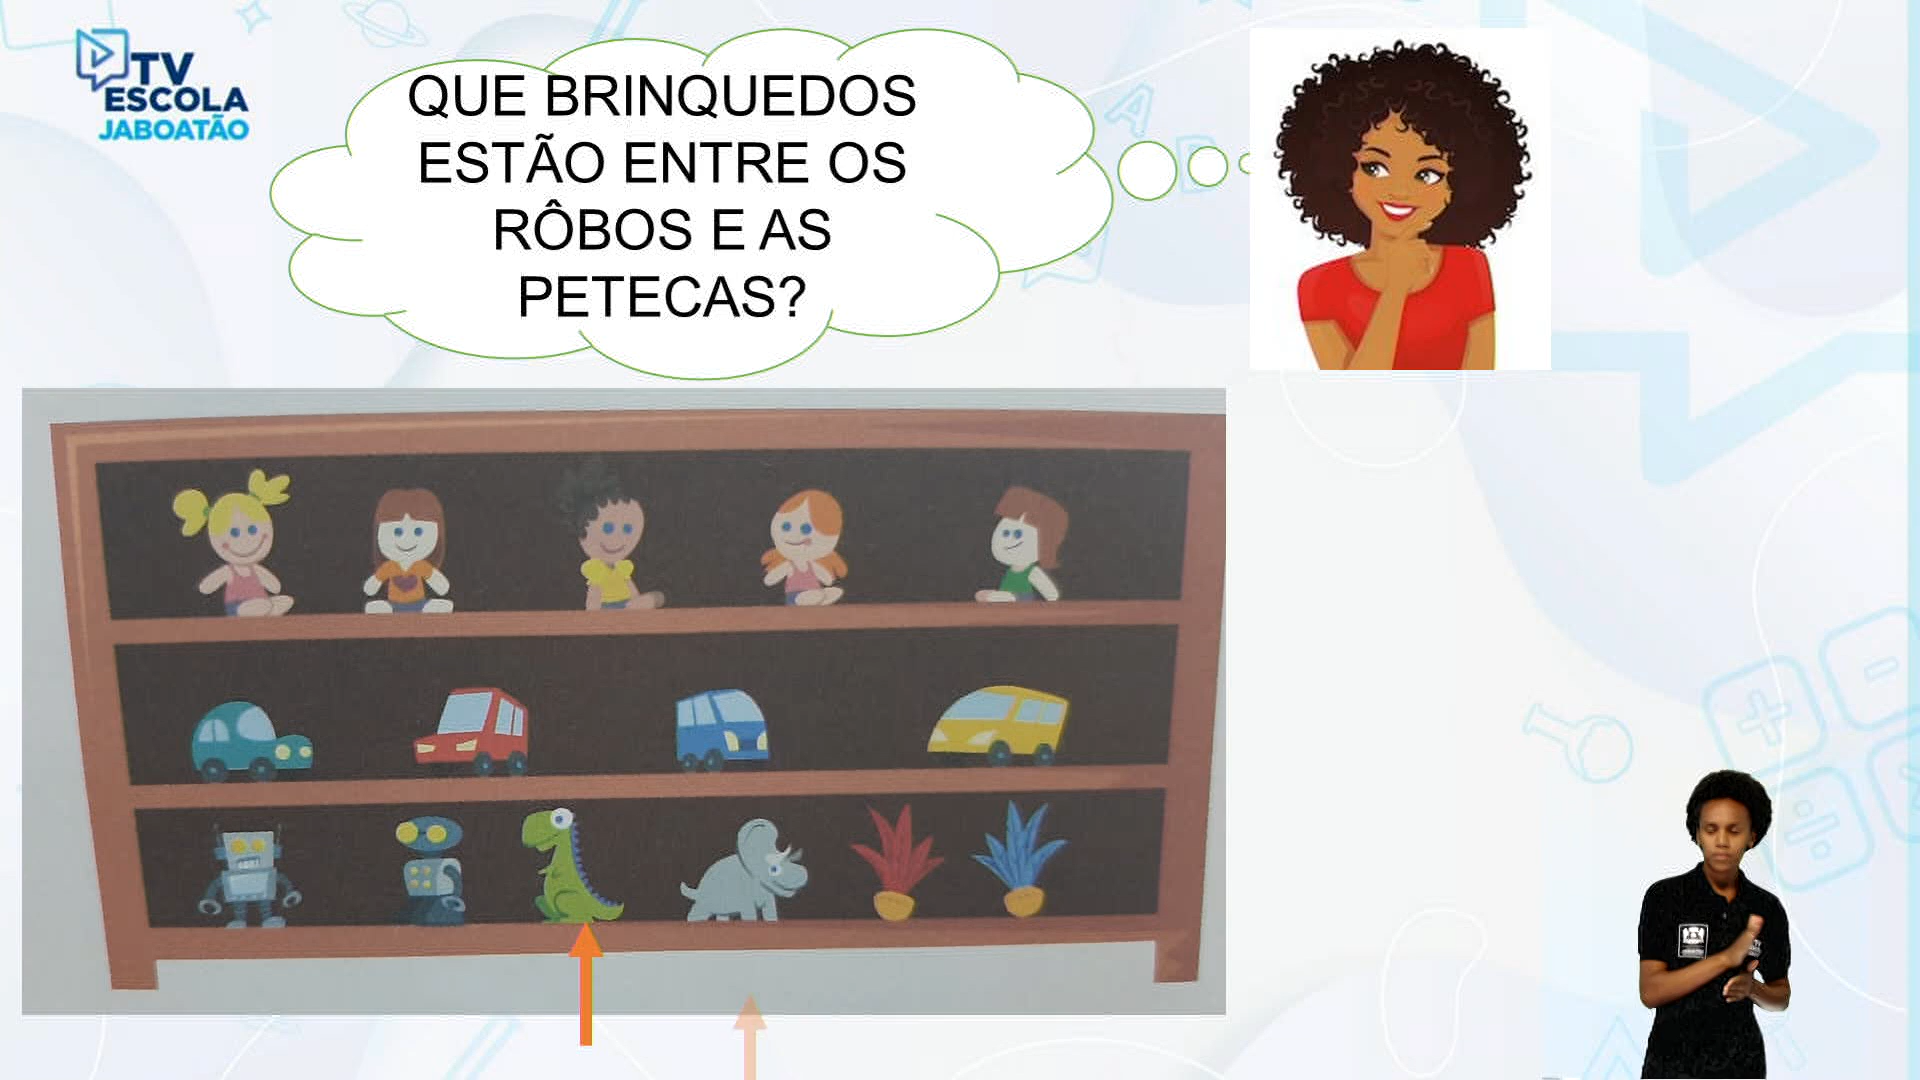 TV
ESCOLA
JABOATÃO
QUE BRINQUEDOS
ESTÃO ENTRE OS
RÔBOS E AS
PETECAS?